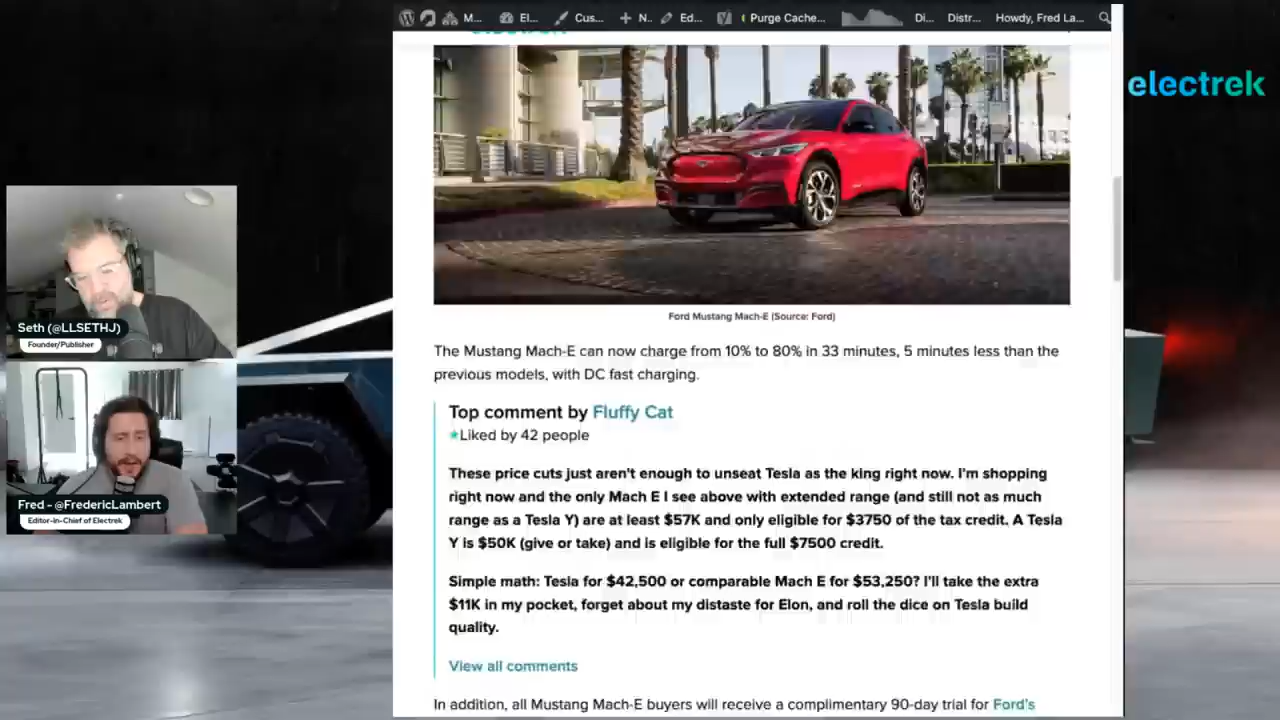 M...
El...
Cus...
N..
Ed...
Purge Cache...
Di...
Distr...
Howdy, Fred La...
electrek
Seth (@LLSETHJ)
Founder/Publisher
Fred - @FredericLambert
Editor-in-Chief of Electrek
Ford Mustang Mach-E (Source: Ford)
The Mustang Mach-E can now charge from 10% to 80% in 33 minutes, 5 minutes less than the
previous models, with DC fast charging.
Top comment by Fluffy Cat
Liked by 42 people
These price cuts just aren't enough to unseat Tesla as the king right now. I'm shopping
right now and the only Mach E I see above with extended range (and still not as much
range as a Tesla Y) are at least $57K and only eligible for $3750 of the tax credit. A Tesla
Y is $50K (give or take) and is eligible for the full $7500 credit.
Simple math: Tesla for $42,500 or comparable Mach E for $53,250? I'll take the extra
$11K in my pocket, forget about my distaste for Elon, and roll the dice on Tesla build
quality.
View all comments
In addition, all Mustang Mach-E buyers will receive a complimentary 90-day trial for Ford's